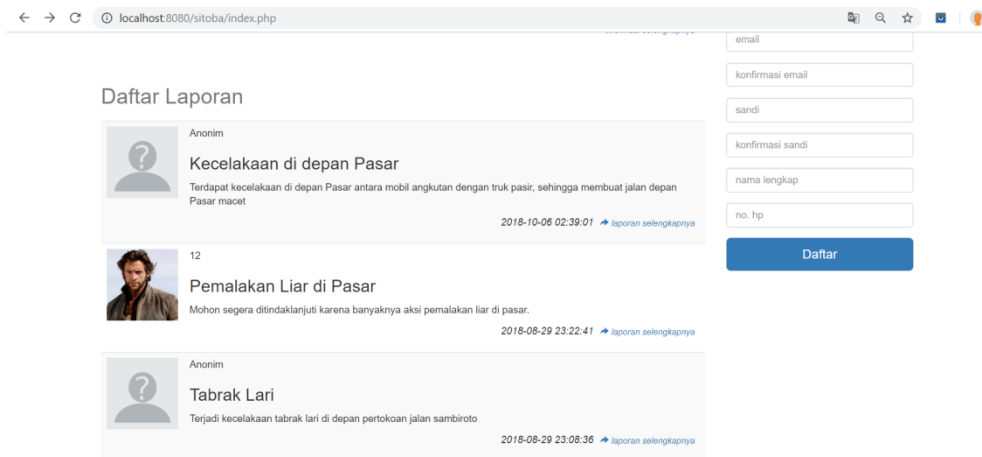 localhost:8080/sitoba/index.php
informasi selengkapnya
email
konfirmasi email
sandi
konfirmasi sandi
nama lengkap
no. hp
Daftar
Daftar Laporan
Anonim
Kecelakaan di depan Pasar
Terdapat kecelakaan di depan Pasar antara mobil angkutan dengan truk pasir, sehingga membuat jalan depan
Pasar macet
2018-10-06 02:39:01 laporan selengkapnya
12
Pemalakan Liar di Pasar
Mohon segera ditindaklanjuti karena banyaknya aksi pemalakan liar di pasar.
2018-08-29 23:22:41 laporan selengkapnya
Anonim
Tabrak Lari
Terjadi kecelakaan tabrak lari di depan pertokoan jalan sambiroto
2018-08-29 23:08:36 laporan selengkapnya